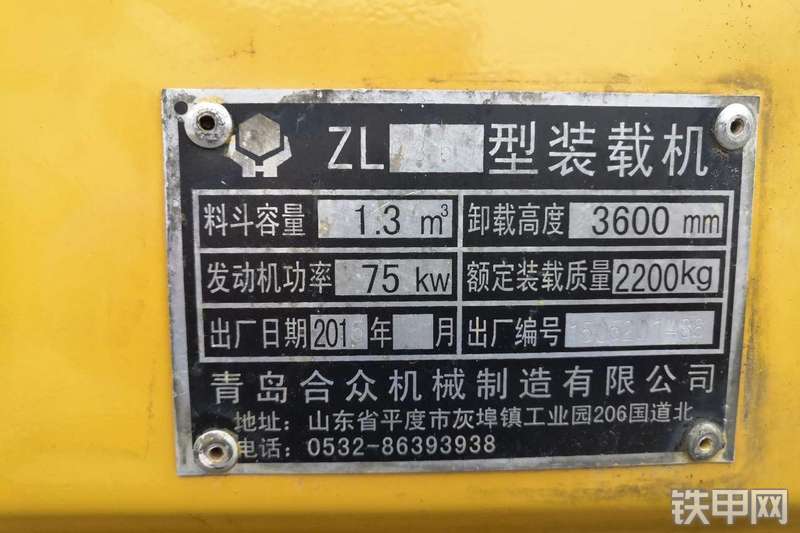 ZL 型装载机
料斗容量 1.3 m³ 卸载高度 3600 mm
发动机功率 75 kw 额定装载质量 2200kg
出厂日期 2015年 月 出厂编号
青岛合众机械制造有限公司
地址：山东省平度市灰埠镇工业园206国道北
电话：0532-86393938
铁甲网